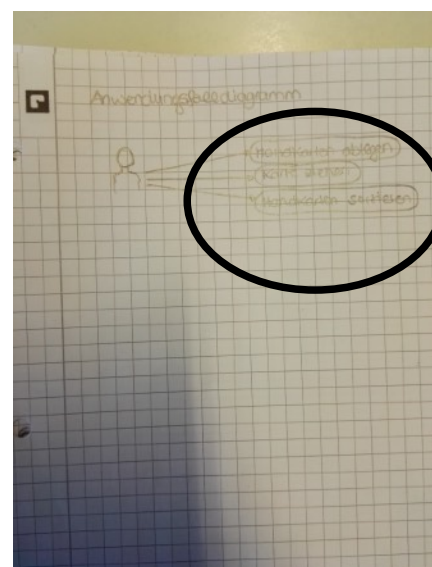 Anwendungsfalldiagramm
Handkarten ablegen
Karte ziehen
Handkarten sortieren